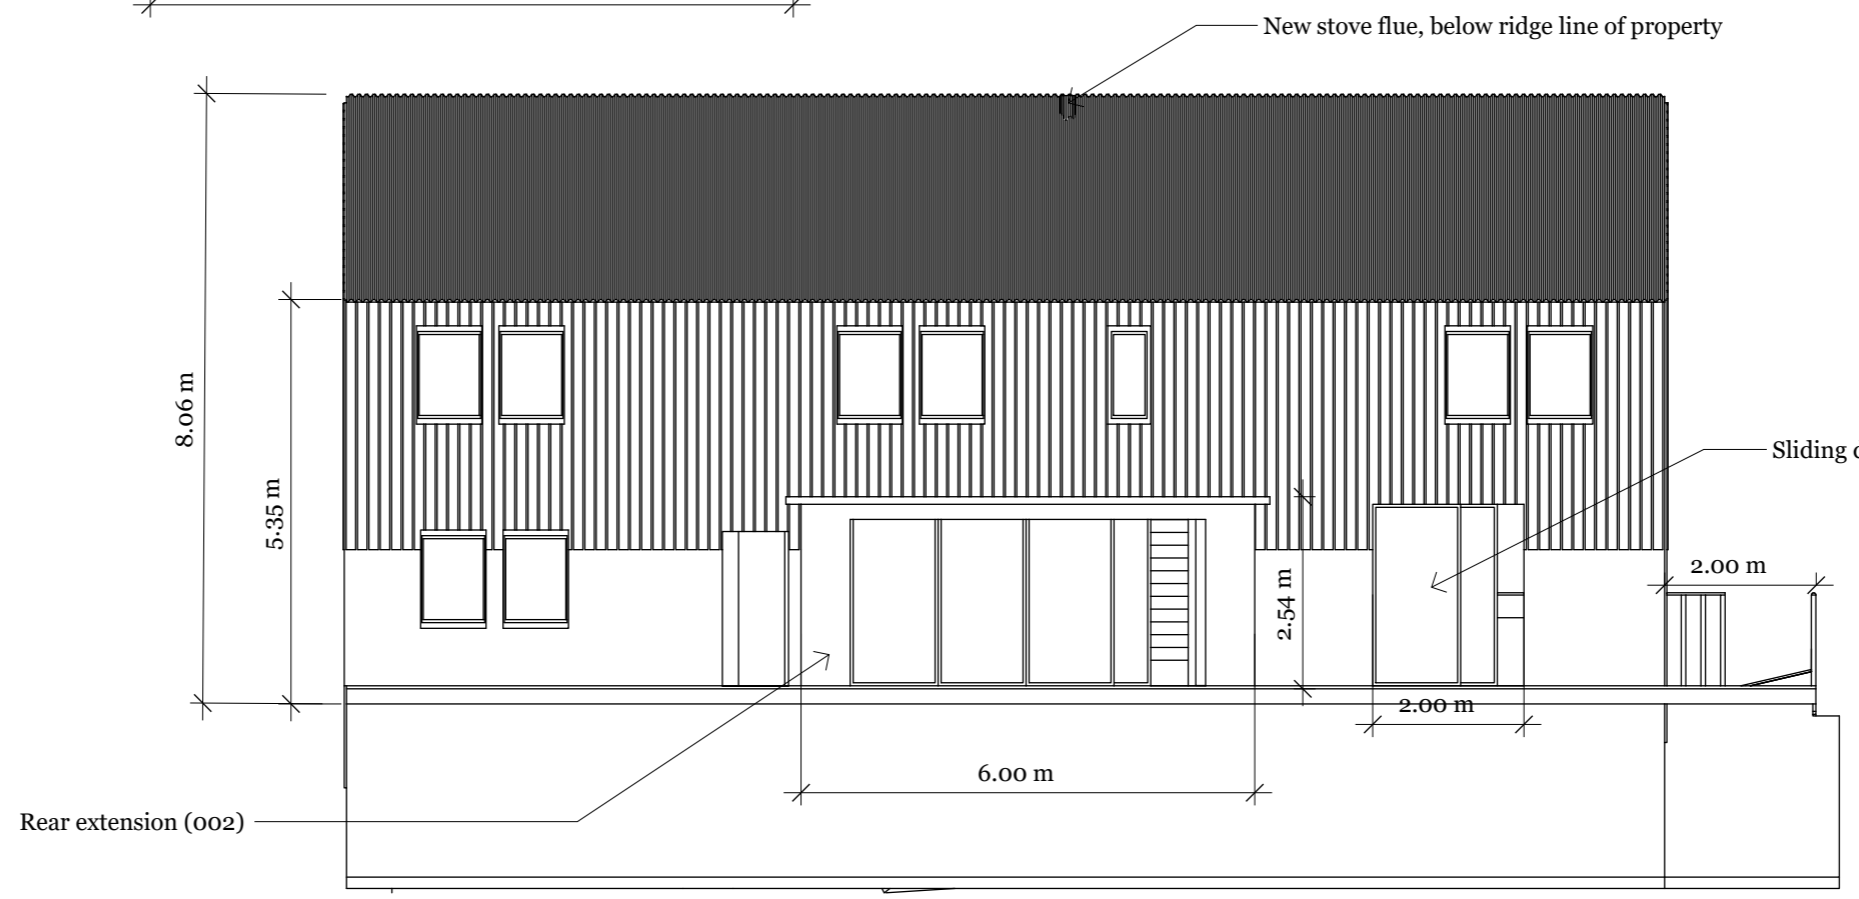 New stove flue, below ridge line of property
8.06 m
5.35 m
Sliding
2.54 m
2.00 m
2.00 m
6.00 m
Rear extension (002)